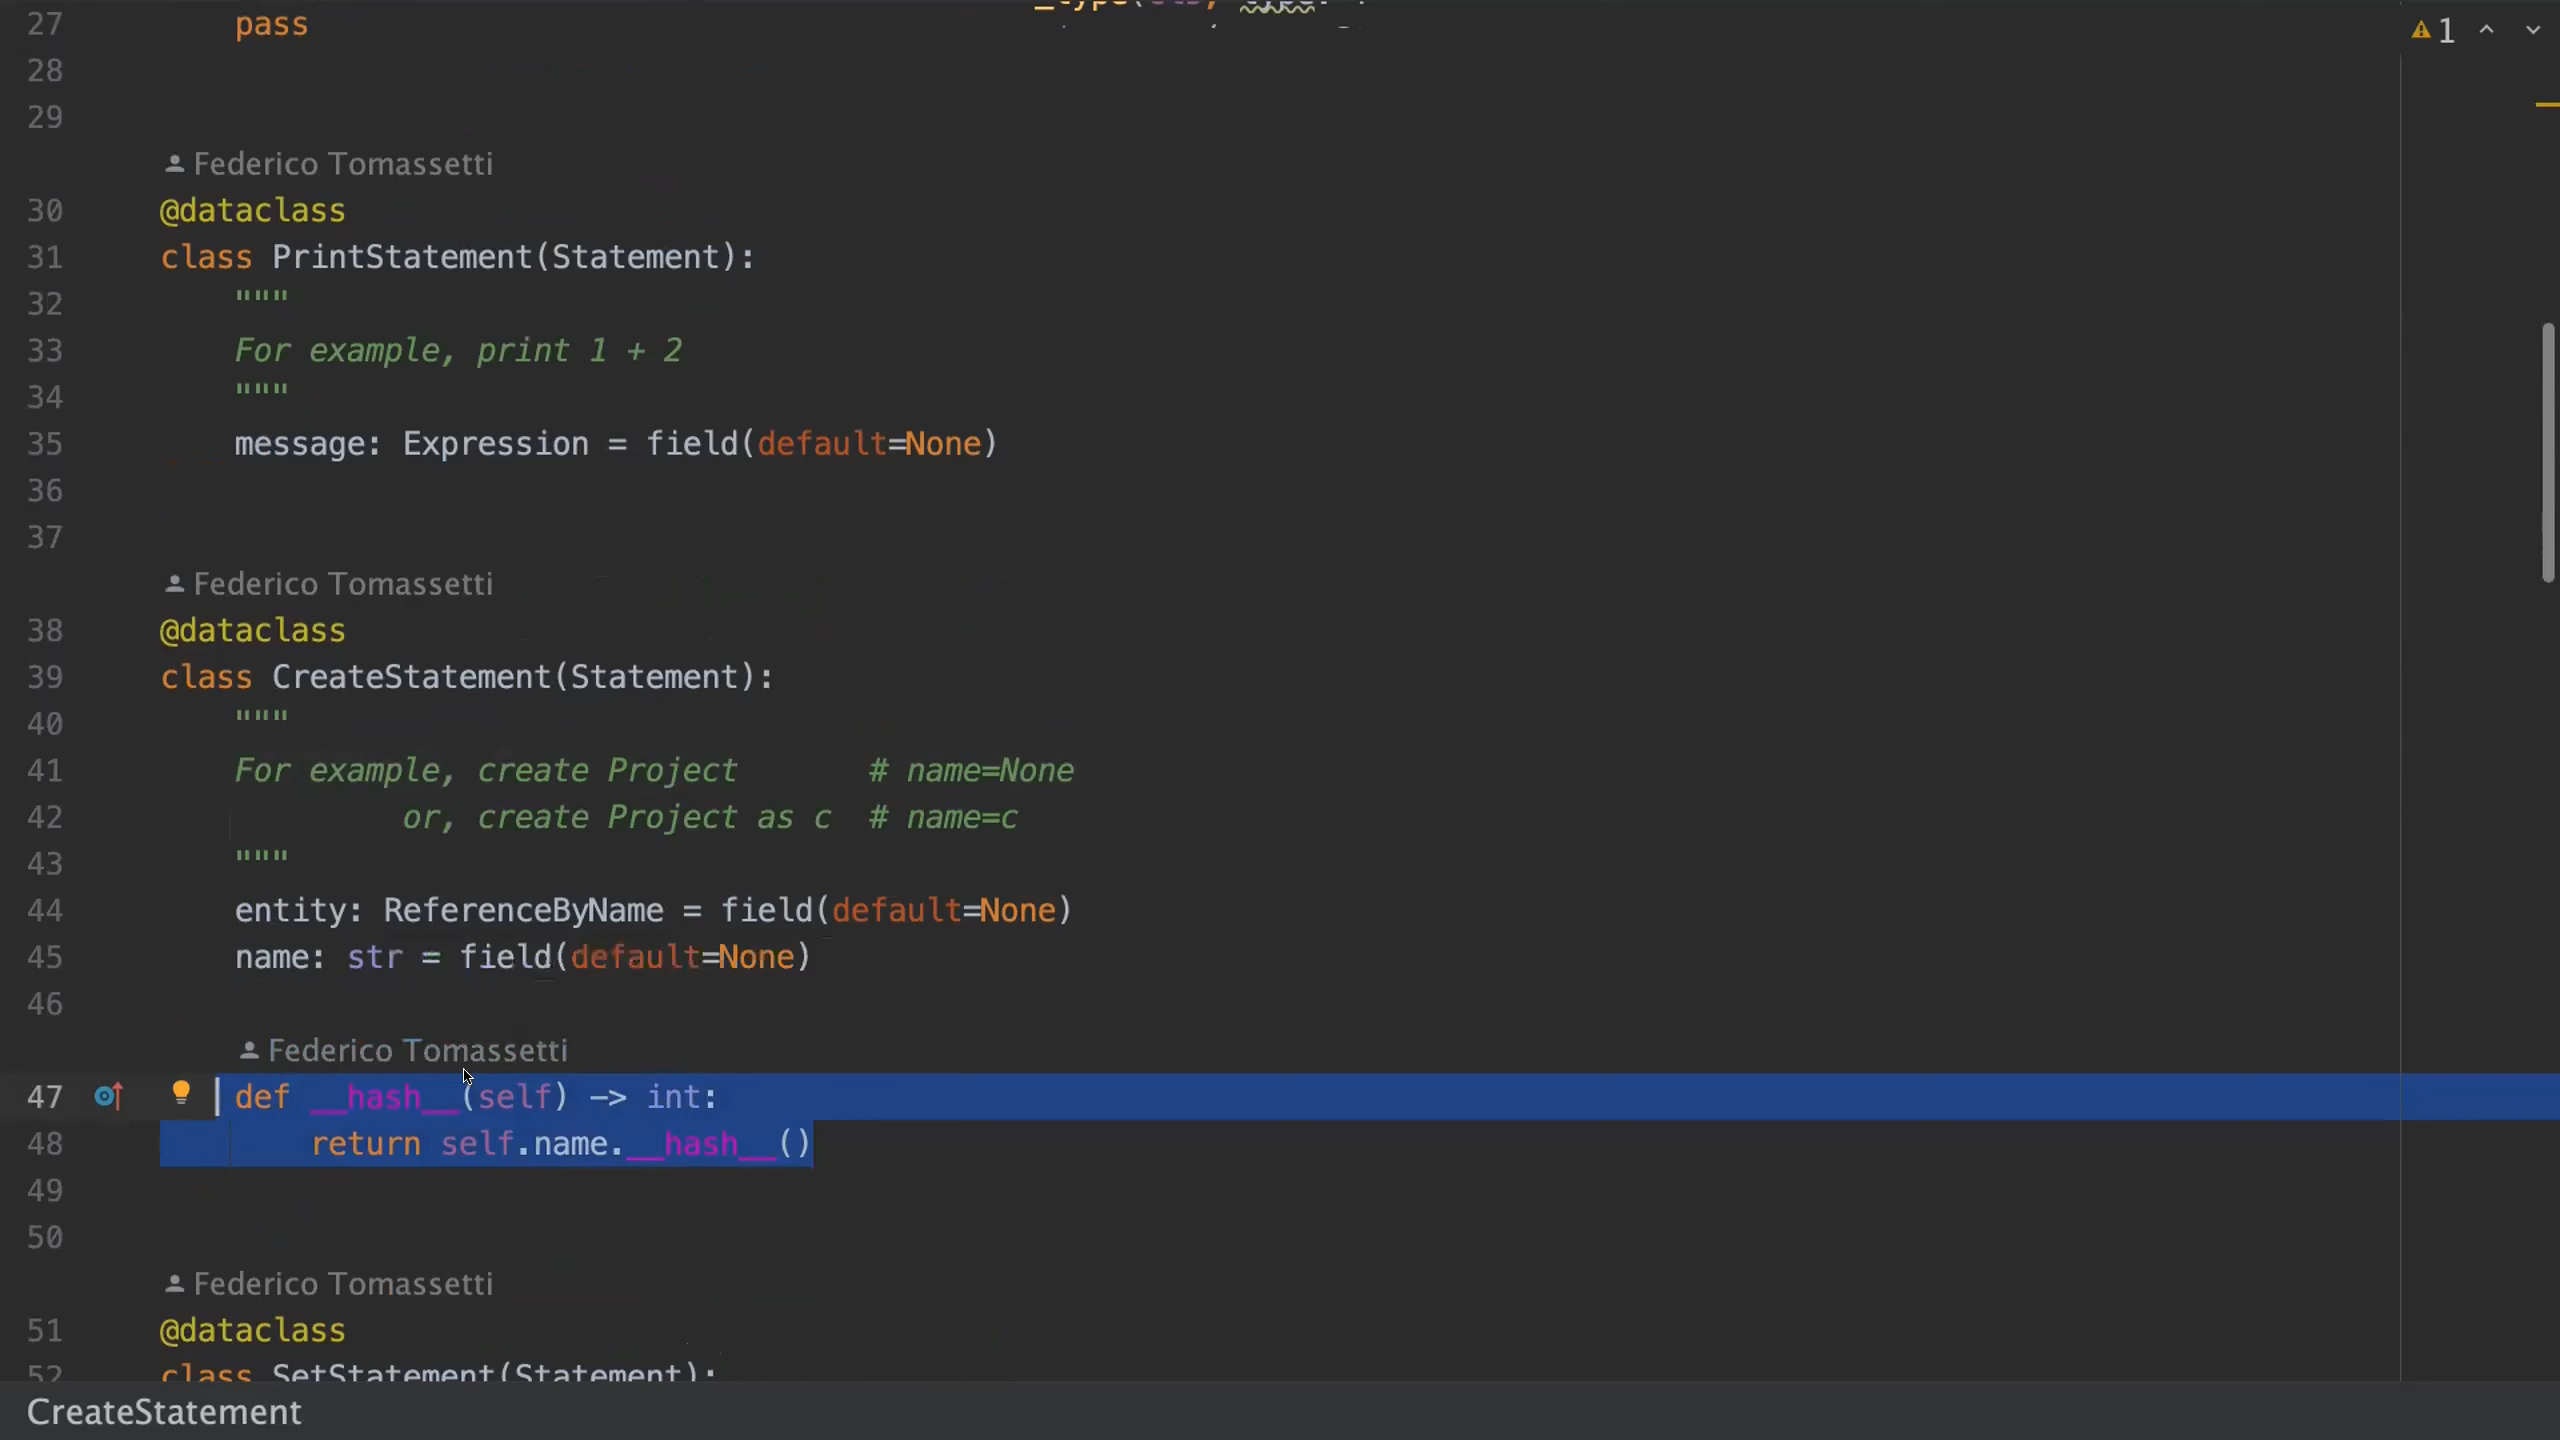 27 pass
28
29
Federico Tomassetti
30 @dataclass
31 class PrintStatement(Statement):
32 """
33 For example, print 1 + 2
34 """
35 message: Expression = field(default=None)
36
37
Federico Tomassetti
38 @dataclass
39 class CreateStatement(Statement):
40 """
41 For example, create Project # name=None
42 or, create Project as c # name=c
43 """
44 entity: ReferenceByName = field(default=None)
45 name: str = field(default=None)
46
Federico Tomassetti
47 def __hash__(self) -> int:
48 return self.name.__hash__()
49
50
Federico Tomassetti
51 @dataclass
52 class SetStatement(Statement):
CreateStatement
1